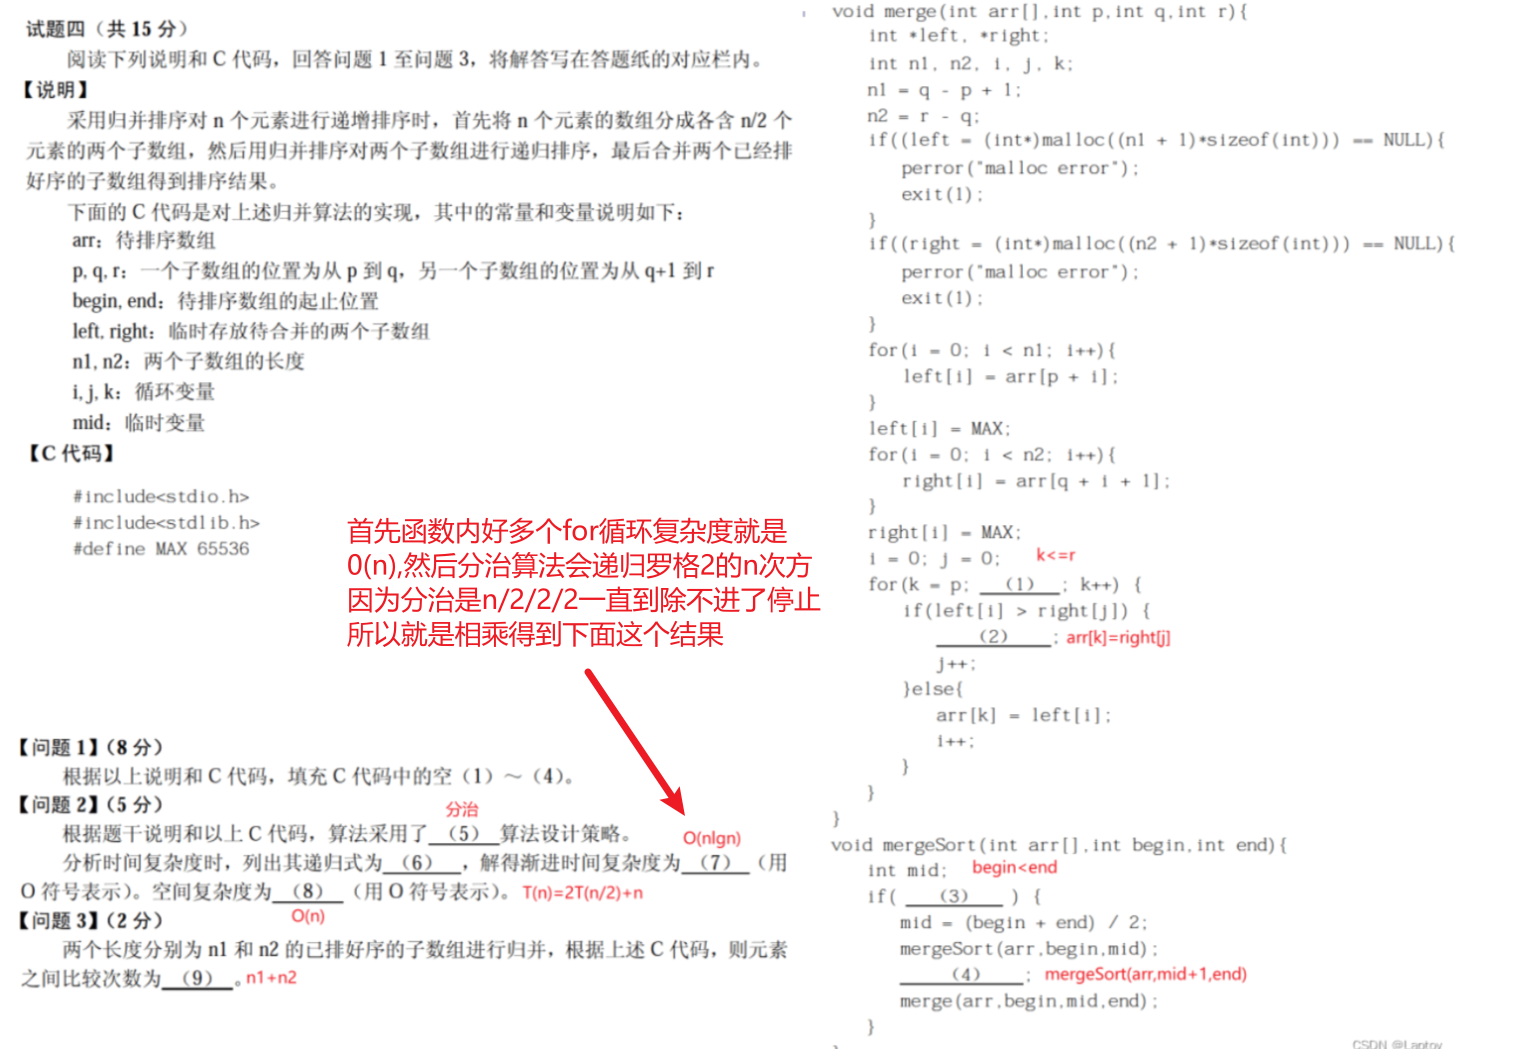 试题四（共 15 分）
阅读下列说明和 C 代码，回答问题 1 至问题 3，将解答写在答题纸的对应栏内。
【说明】
采用归并排序对 n 个元素进行递增排序时，首先将 n 个元素的数组分成各含 n/2 个
元素的两个子数组，然后用归并排序对两个子数组进行递归排序，最后合并两个已经排
好序的子数组得到排序结果。
下面的 C 代码是对上述归并算法的实现，其中的常量和变量说明如下：
arr：待排序数组
p, q, r：一个子数组的位置为从 p 到 q，另一个子数组的位置为从 q+1 到 r
begin, end：待排序数组的起止位置
left, right：临时存放待合并的两个子数组
n1, n2：两个子数组的长度
i, j, k：循环变量
mid：临时变量
【C 代码】
#include<stdio.h>
#include<stdlib.h>
#define MAX 65536
首先函数内好多个for循环复杂度就是
0(n),然后分治算法会递归罗格2的n次方
因为分治是n/2/2/2一直到除不进了停止
所以就是相乘得到下面这个结果
【问题 1】（8 分）
根据以上说明和 C 代码，填充 C 代码中的空（1）～（4）。
【问题 2】（5 分）
分治
根据题干说明和以上 C 代码，算法采用了 （5） 算法设计策略。
O(nlgn)
分析时间复杂度时，列出其递归式为 （6） ，解得渐进时间复杂度为 （7） （用
O 符号表示）。空间复杂度为 （8） （用 O 符号表示）。 T(n)=2T(n/2)+n
O(n)
【问题 3】（2 分）
两个长度分别为 n1 和 n2 的已排好序的子数组进行归并，根据上述 C 代码，则元素
之间比较次数为 （9） 。 n1+n2
void merge(int arr[],int p,int q,int r){
int *left, *right;
int n1, n2, i, j, k;
n1 = q - p + 1;
n2 = r - q;
if((left = (int*)malloc((n1 + 1)*sizeof(int))) == NULL){
perror("malloc error");
exit(1);
}
if((right = (int*)malloc((n2 + 1)*sizeof(int))) == NULL){
perror("malloc error");
exit(1);
}
for(i = 0; i < n1; i++){
left[i] = arr[p + i];
}
left[i] = MAX;
for(i = 0; i < n2; i++){
right[i] = arr[q + i + 1];
}
right[i] = MAX;
i = 0; j = 0; k<=r
for(k = p; （1） ; k++) {
if(left[i] > right[j]) {
（2） ; arr[k]=right[j]
j++;
}else{
arr[k] = left[i];
i++;
}
}
}
void mergeSort(int arr[],int begin,int end){
int mid; begin<end
if( （3） ) {
mid = (begin + end) / 2;
mergeSort(arr,begin,mid);
（4） ; mergeSort(arr,mid+1,end)
merge(arr,begin,mid,end);
}
CSDN @Laptoy